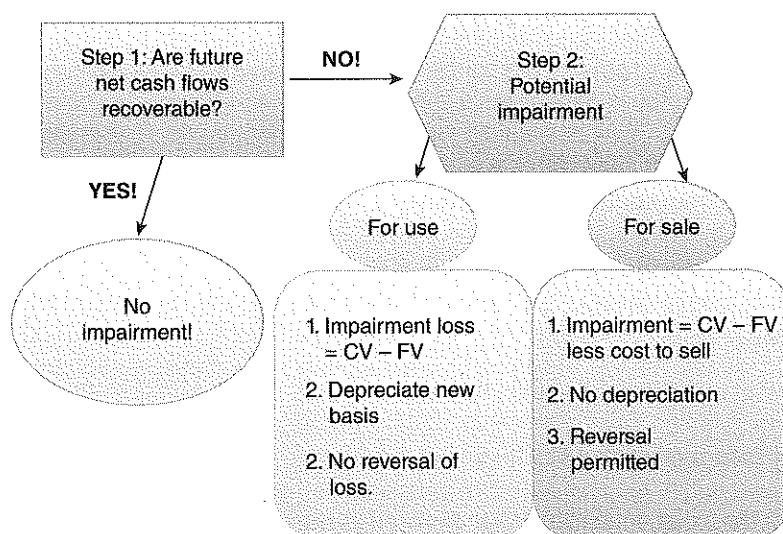 Step 1: Are future
net cash flows
recoverable?
NO!
Step 2:
Potential
impairment
YES!
No
impairment!
For use
1. Impairment loss
= CV – FV
2. Depreciate new
basis
2. No reversal of
loss.
For sale
1. Impairment = CV – FV
less cost to sell
2. No depreciation
3. Reversal
permitted